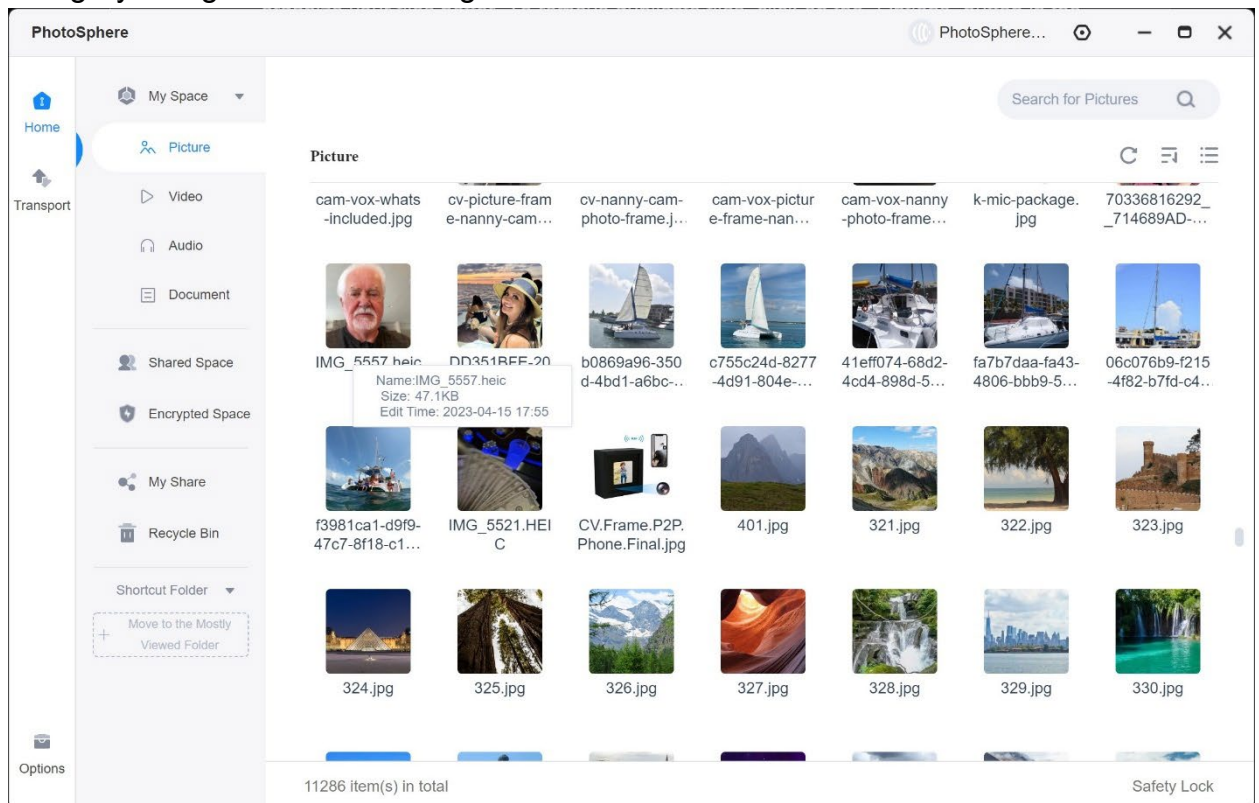 PhotoSphere
PhotoSphere…
Home
Transport
Options
My Space
Picture
Video
Audio
Document
Shared Space
Encrypted Space
My Share
Recycle Bin
Shortcut Folder
+ Move to the Mostly
Viewed Folder
Search for Pictures
Picture
cam-vox-whats
-included.jpg
cv-picture-fram
e-nanny-cam…
cv-nanny-cam-
photo-frame.j…
cam-vox-pictur
e-frame-nan…
cam-vox-nanny
-photo-frame…
k-mic-package.
jpg
70336816292_
_714689AD-…
IMG_5557.heic
DD351BFE-20
b0869a96-350
d-4bd1-a6bc-…
c755c24d-8277
-4d91-804e-…
41eff074-68d2-
4cd4-898d-5…
fa7b7daa-fa43-
4806-bbb9-5…
06c076b9-f215
-4f82-b7fd-c4…
Name:IMG_5557.heic
Size: 47.1KB
Edit Time: 2023-04-15 17:55
f3981ca1-d9f9-
47c7-8f18-c1…
IMG_5521.HEI
C
CV.Frame.P2P.
Phone.Final.jpg
401.jpg
321.jpg
322.jpg
323.jpg
324.jpg
325.jpg
326.jpg
327.jpg
328.jpg
329.jpg
330.jpg
11286 item(s) in total
Safety Lock